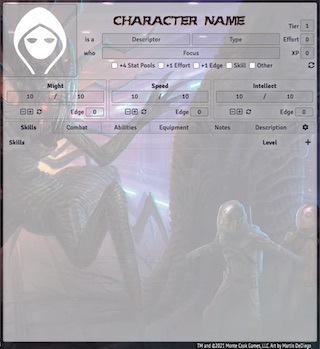 CHARACTER NAME
Tier 1
is a Descriptor Type Effort 0
who Focus XP 0
+4 Stat Pools +1 Effort +1 Edge Skill Other
Might Speed Intellect
10 / 10 10 / 10 10 / 10
Edge 0 Edge 0 Edge 0
Skills Combat Abilities Equipment Notes Description
Skills Level +
TM and ©2021 Monte Cook Games, LLC. Art by Martin DeDiego